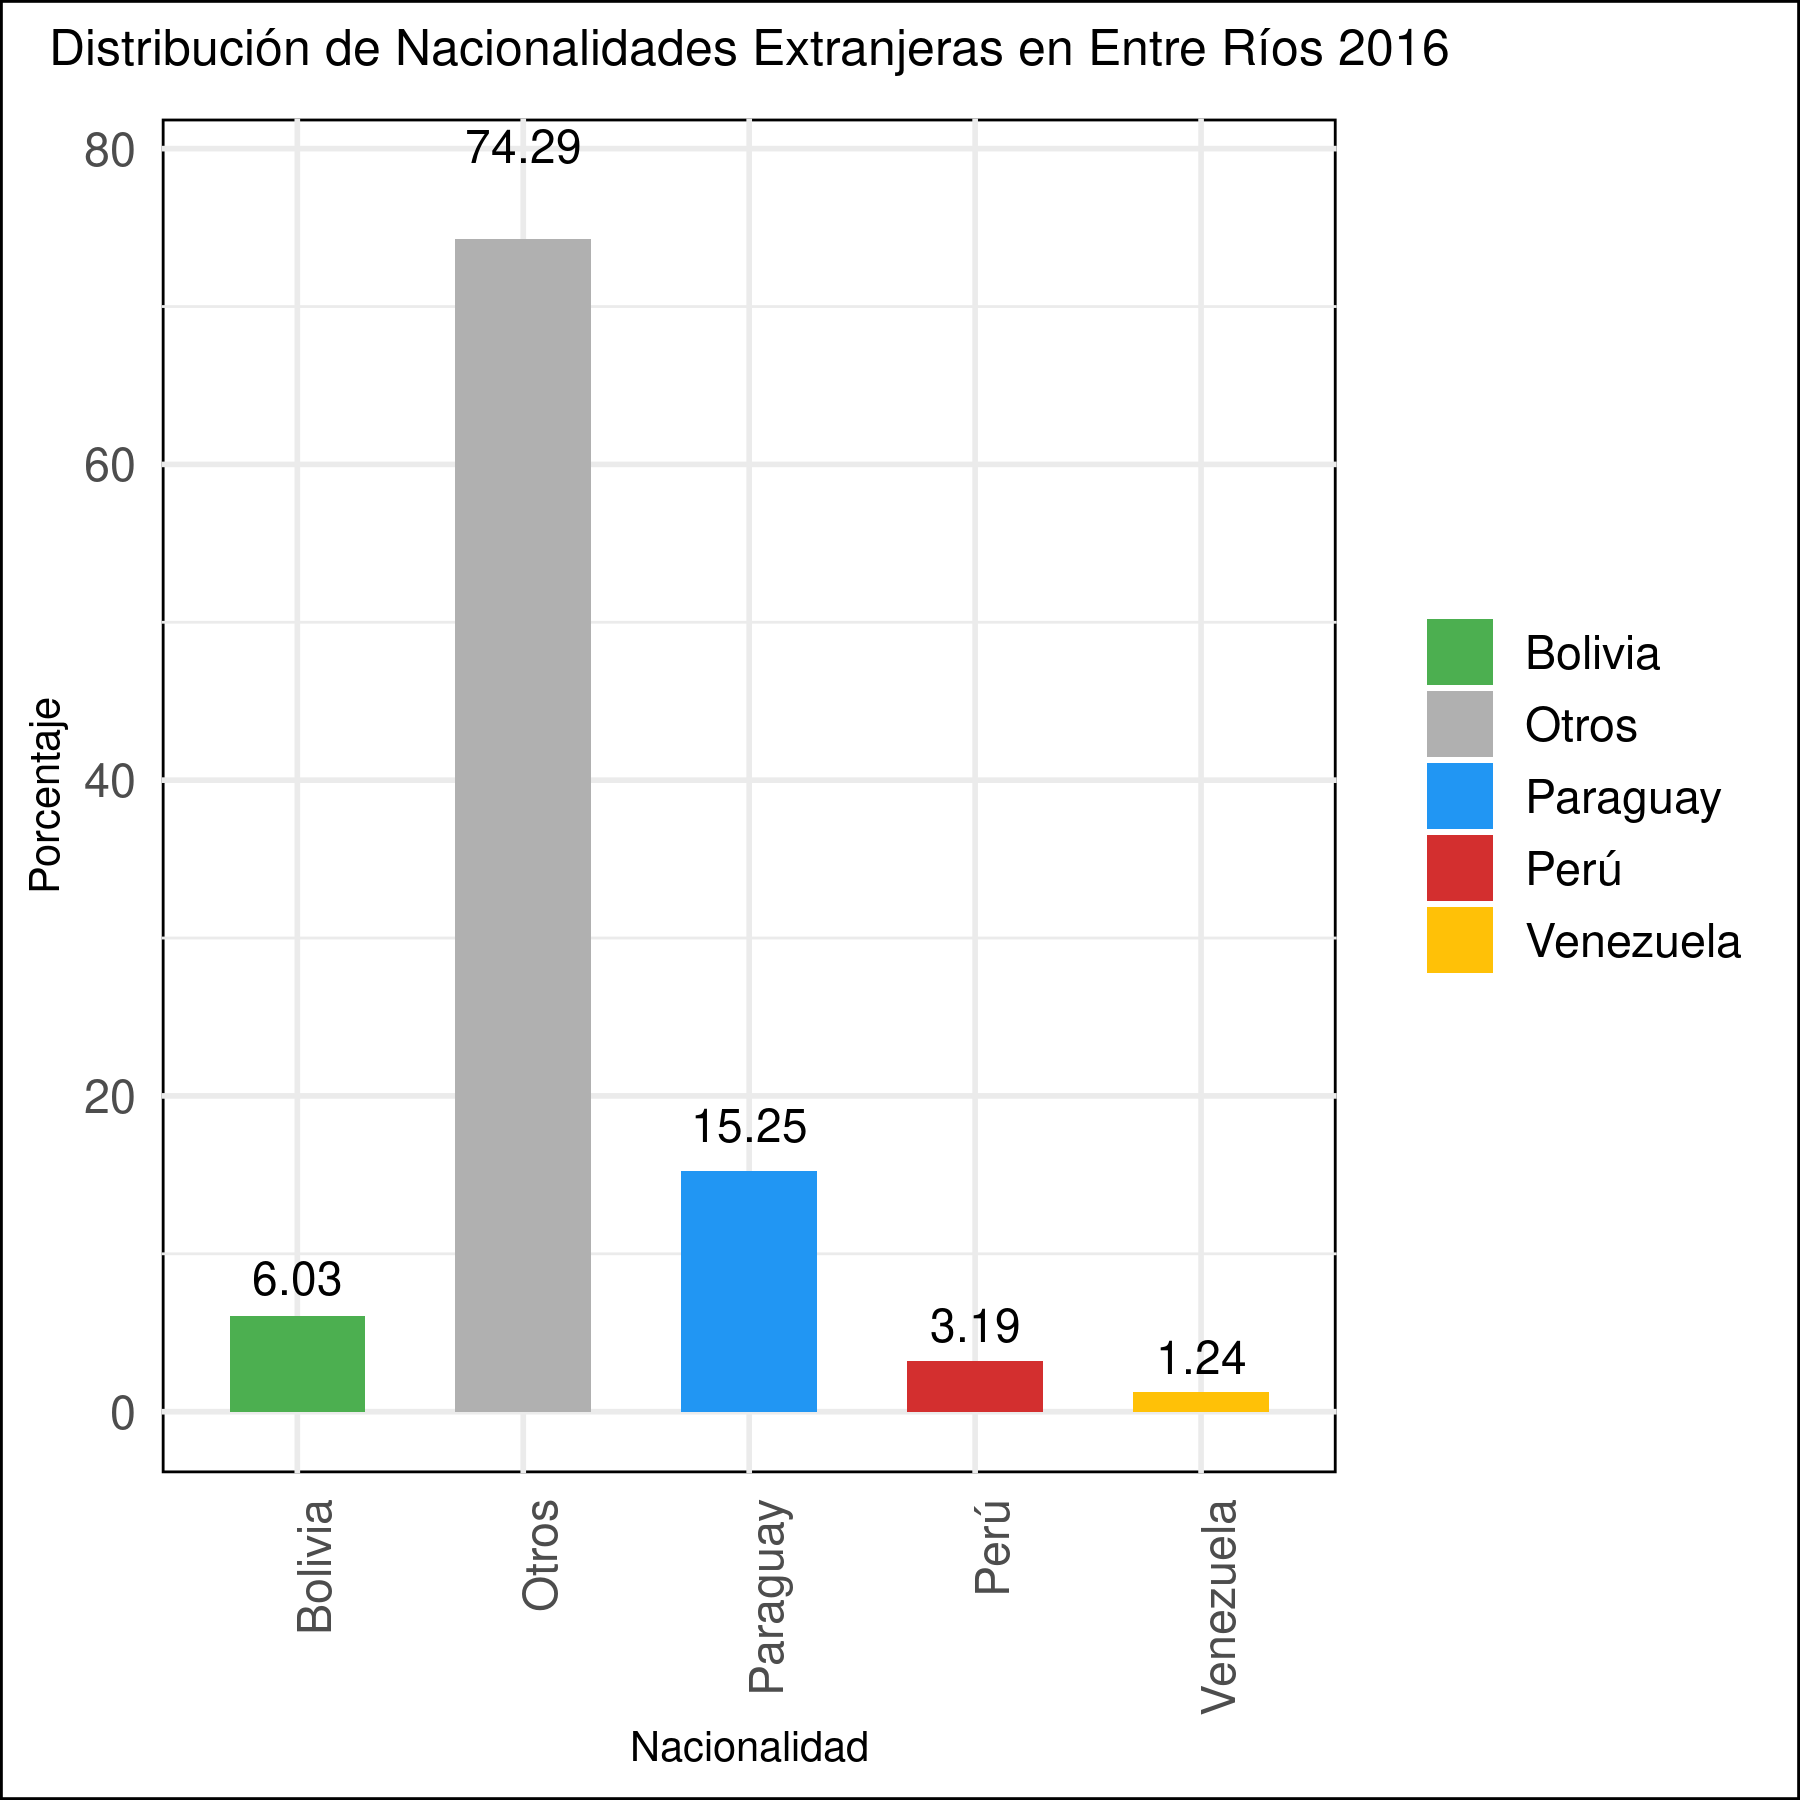 Distribución de Nacionalidades Extranjeras en Entre Ríos 2016
Porcentaje
80
60
40
20
0
74.29
15.25
6.03
3.19
1.24
Bolivia
Otros
Paraguay
Perú
Venezuela
Nacionalidad
Bolivia
Otros
Paraguay
Perú
Venezuela